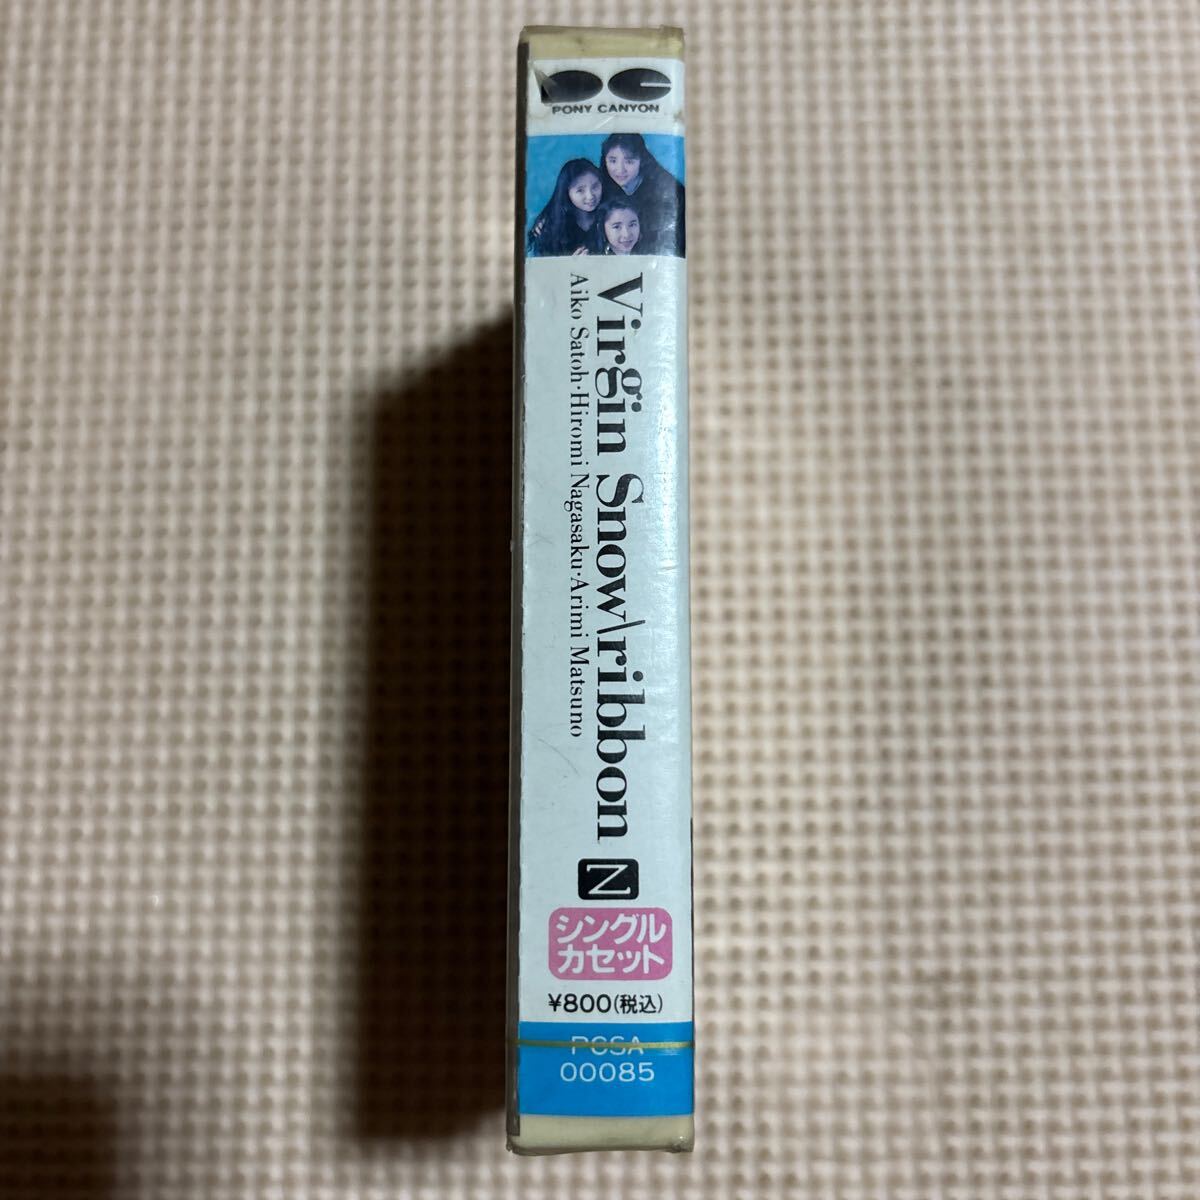 PONY CANYON
Virgin Snow\ribbon
Aiko Satoh・Hiromi Nagasaku・Arimi Matsuno
N
シングル
カセット
¥800(税込)
PCSA
00085